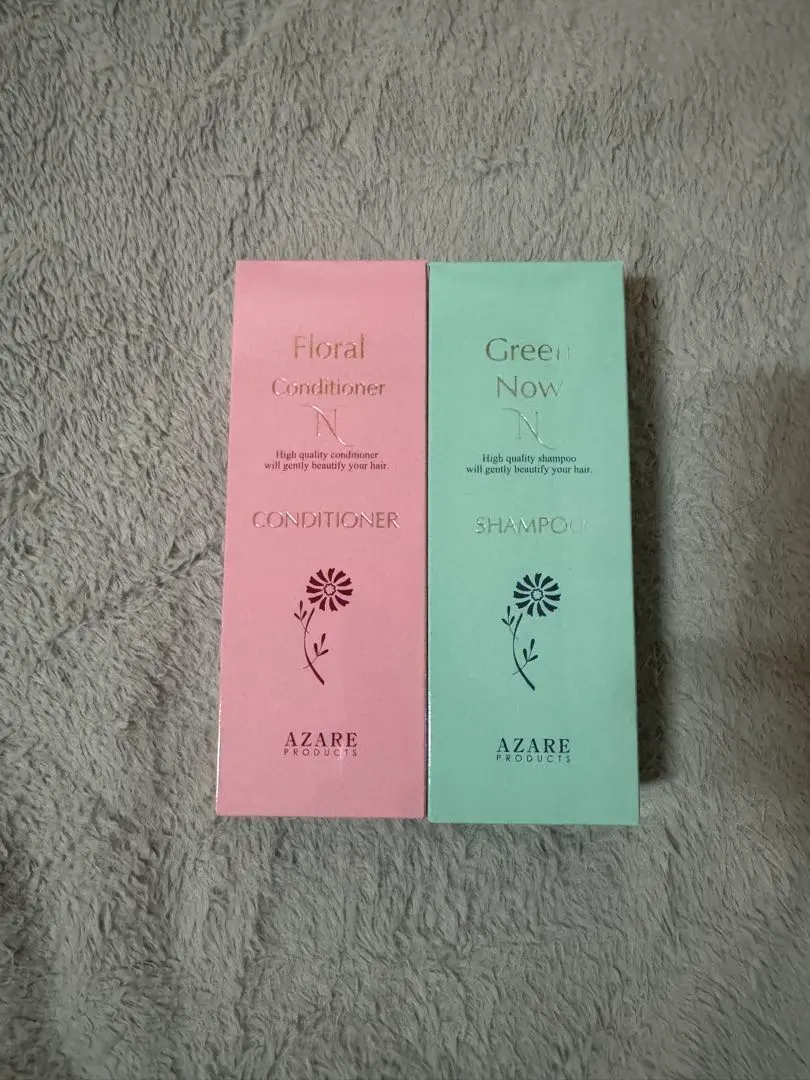 Floral
Conditioner
N
High quality conditioner
will gently beautify your hair.
CONDITIONER
AZARE
PRODUCTS
Green
Now
N
High quality shampoo
will gently beautify your hair.
SHAMPOO
AZARE
PRODUCTS